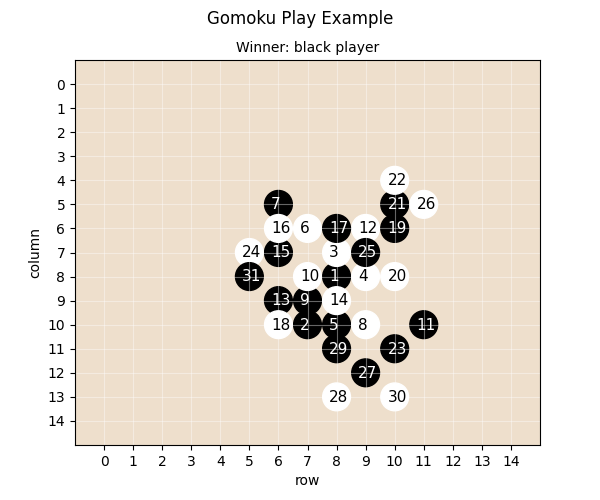 Gomoku Play Example
Winner: black player
column
0
1
2
3
4 22
5 7 21 26
6 16 6 17 12 19
7 24 15 3 25
8 31 10 1 4 20
9 13 9 14
10 18 2 5 8 11
11 29 23
12 27
13 28 30
14
0 1 2 3 4 5 6 7 8 9 10 11 12 13 14
row